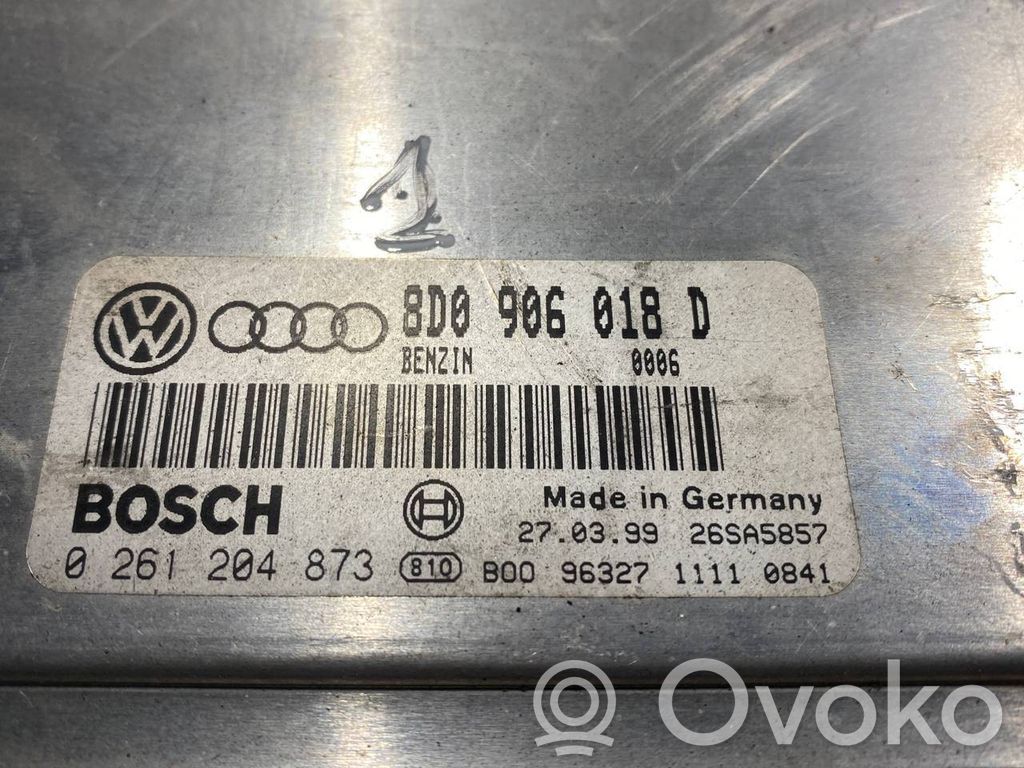 8D0 906 018 D
BENZIN 0006
BOSCH
Made in Germany
27.03.99 26SA5857
0 261 204 873 810 B00 96327 1111 0841
Ovoko